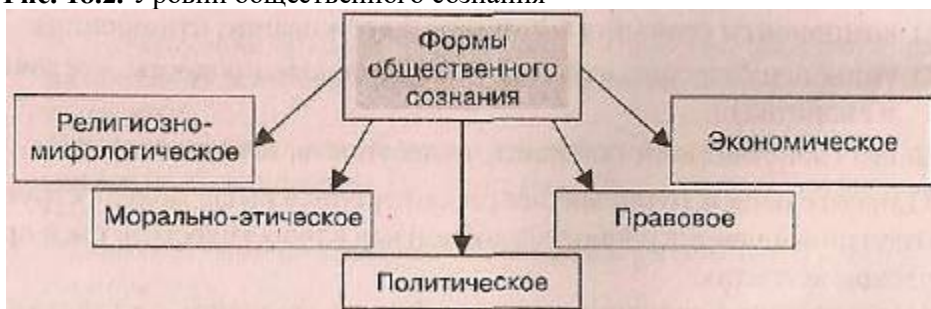 Формы
общественного
сознания
Религиозно-
мифологическое
Экономическое
Морально-этическое
Правовое
Политическое